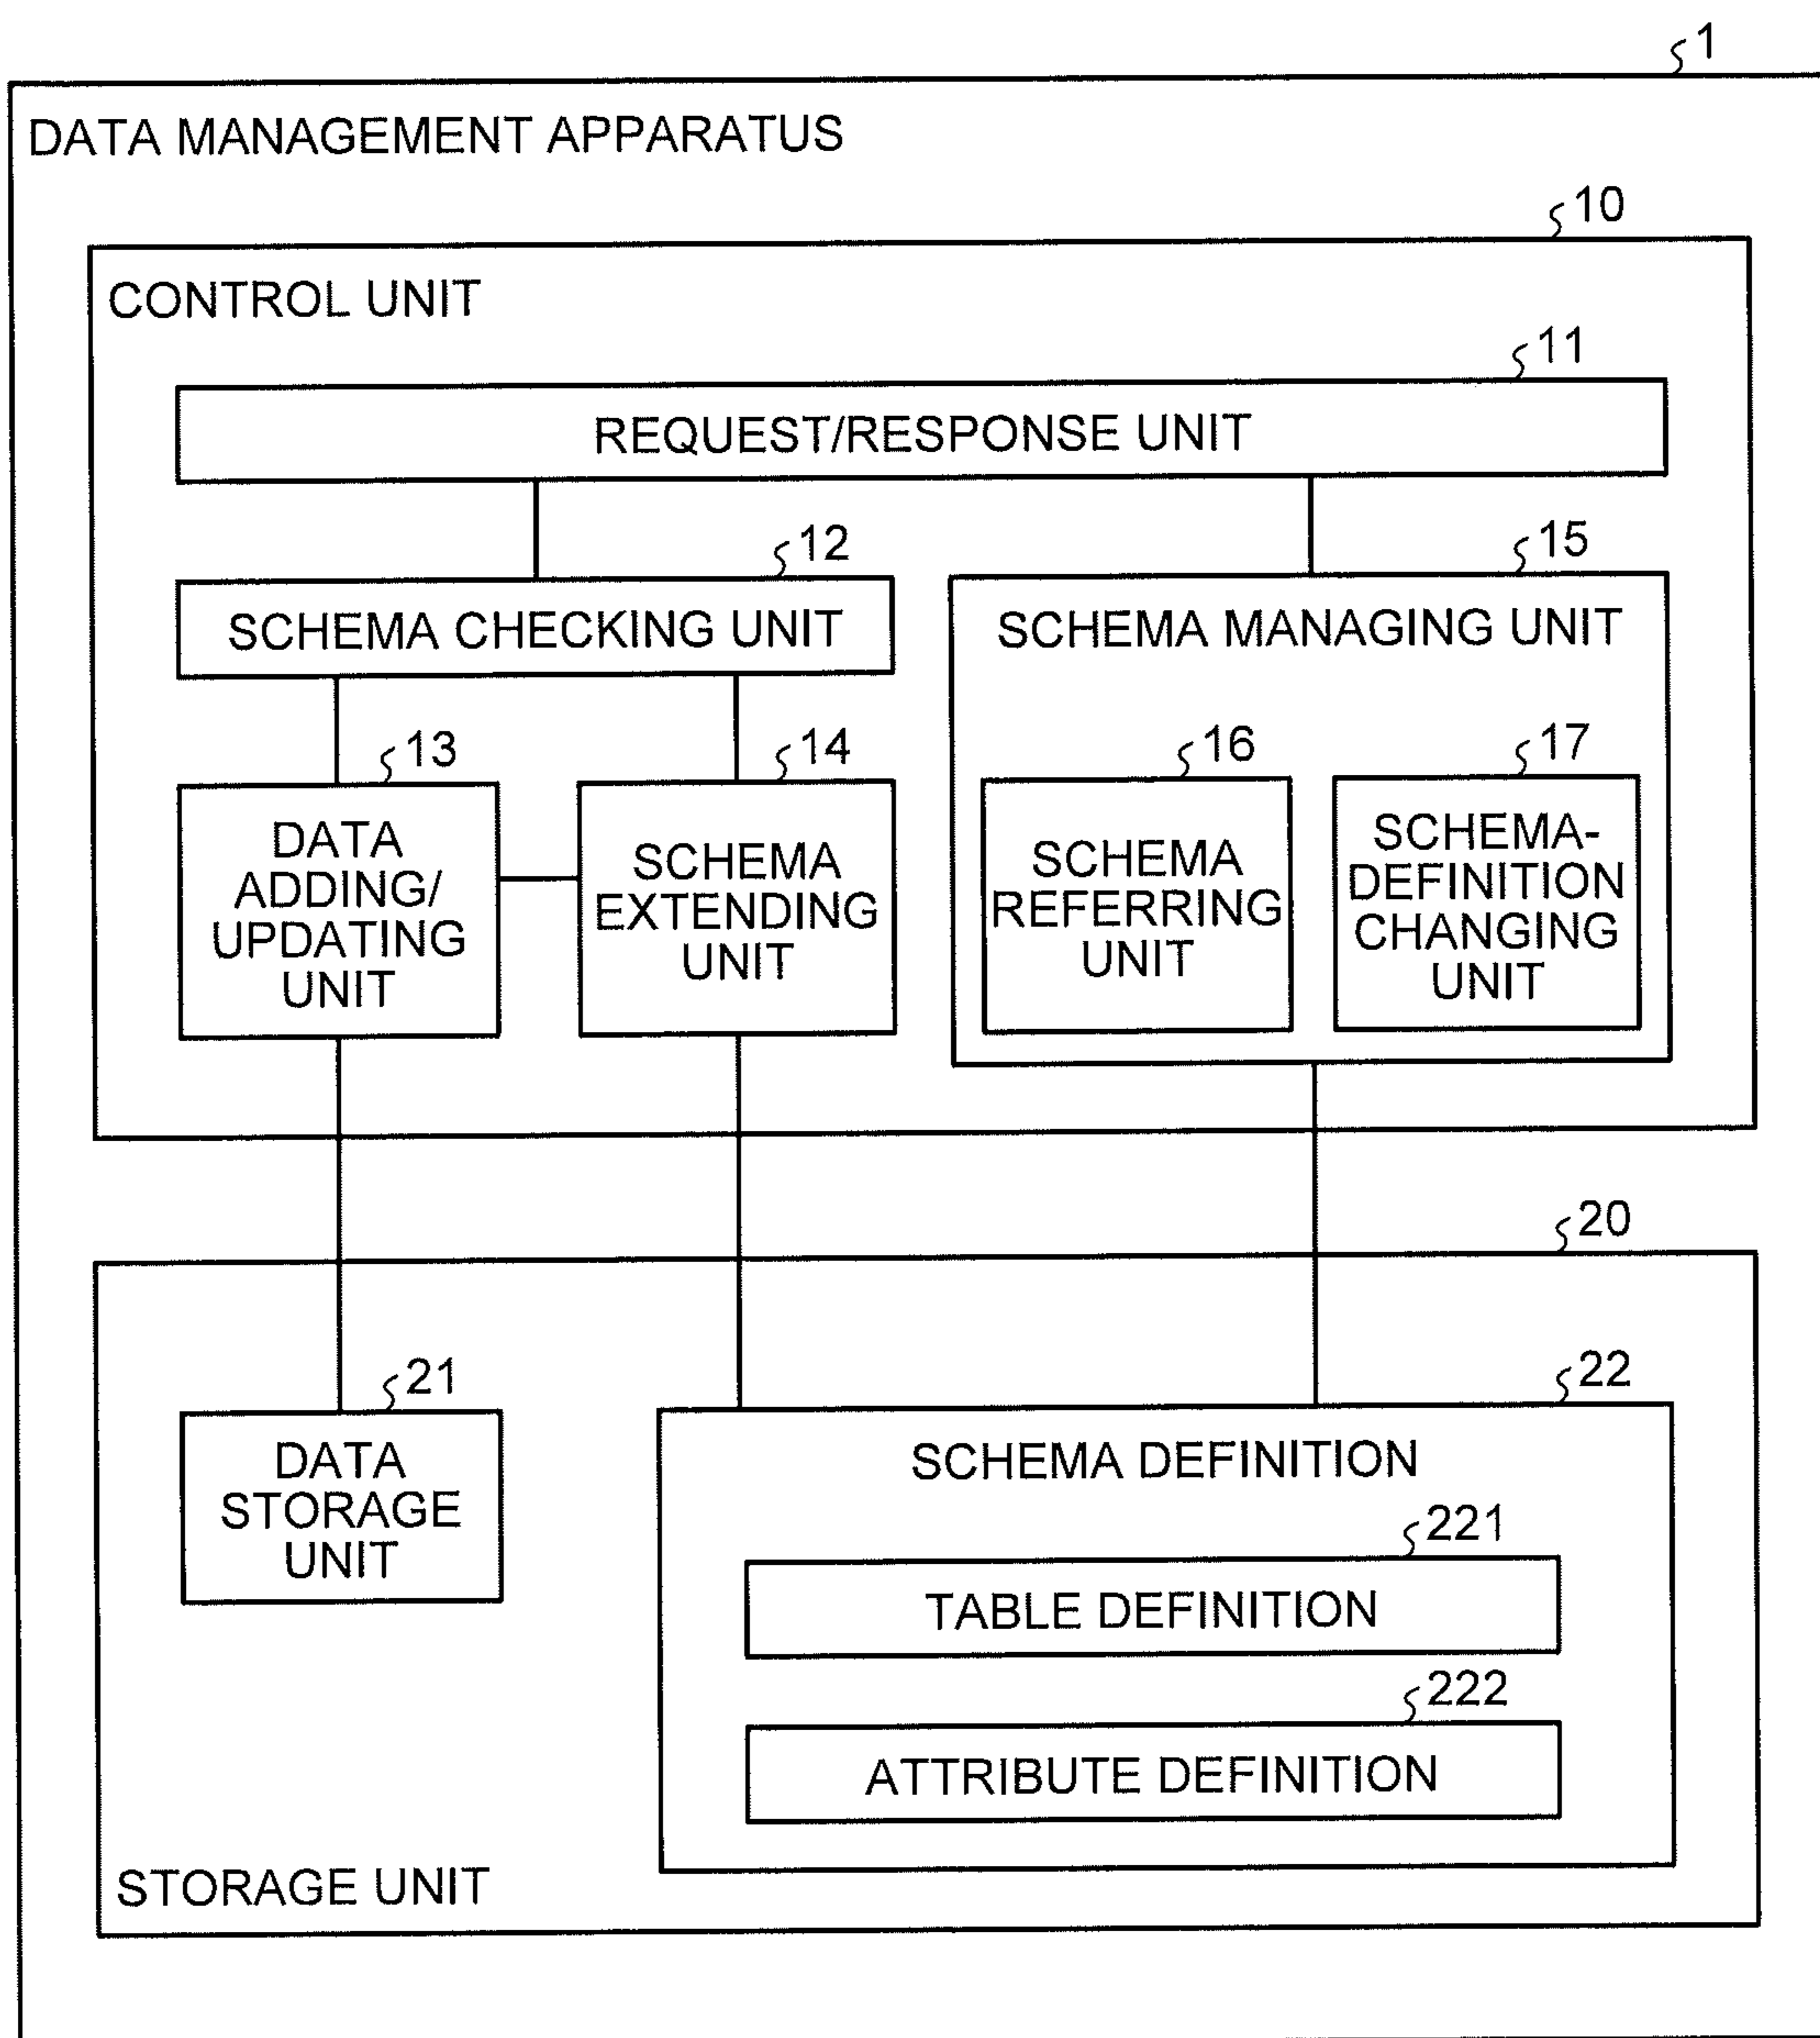 1
DATA MANAGEMENT APPARATUS
10
CONTROL UNIT
11
REQUEST/RESPONSE UNIT
12
SCHEMA CHECKING UNIT
15
SCHEMA MANAGING UNIT
13
DATA
ADDING/
UPDATING
UNIT
14
SCHEMA
EXTENDING
UNIT
16
SCHEMA
REFERRING
UNIT
17
SCHEMA-
DEFINITION
CHANGING
UNIT
20
21
DATA
STORAGE
UNIT
22
SCHEMA DEFINITION
221
TABLE DEFINITION
222
ATTRIBUTE DEFINITION
STORAGE UNIT